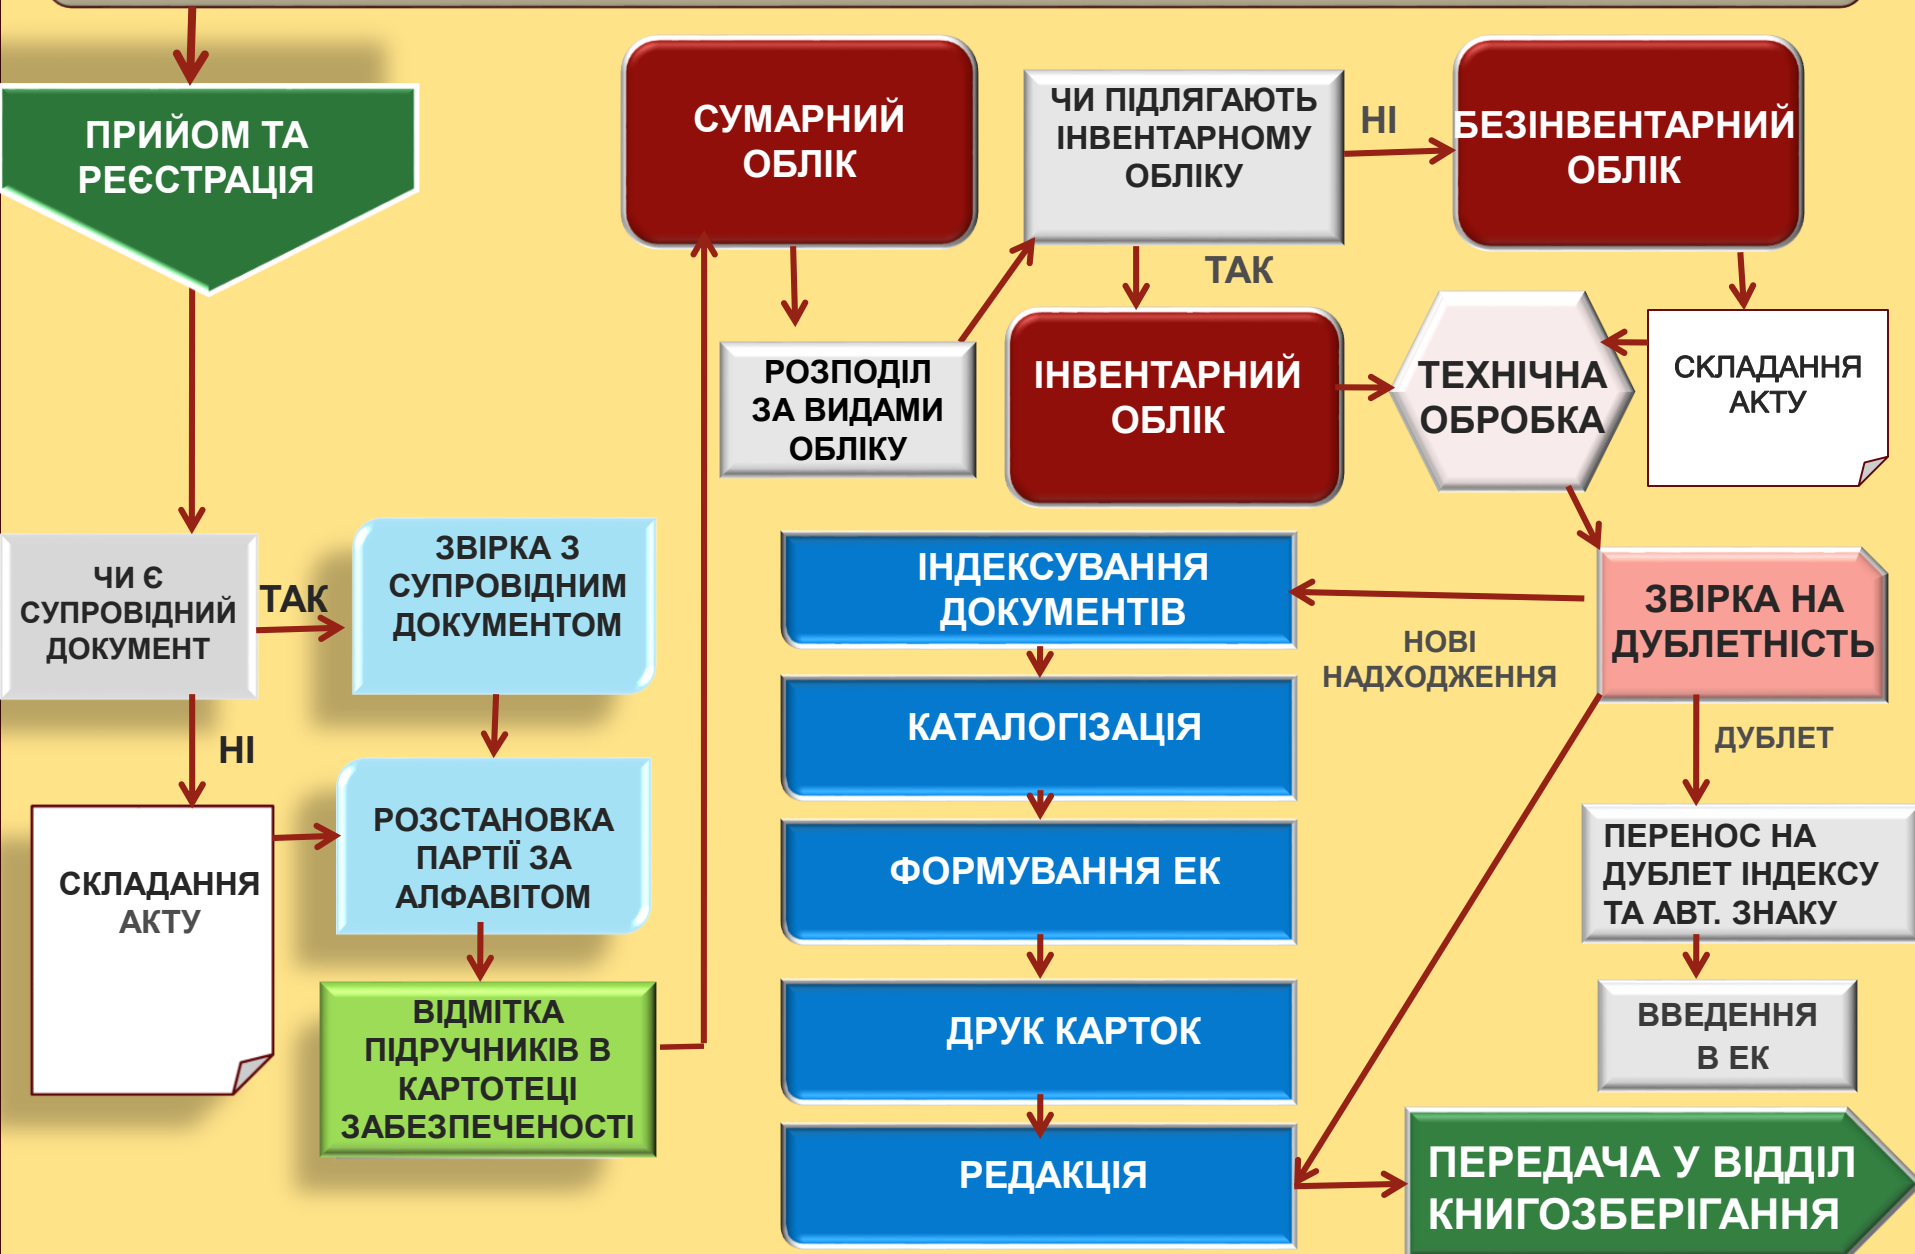 ПРИЙОМ ТА
РЕЄСТРАЦІЯ
ЧИ Є
СУПРОВІДНИЙ
ДОКУМЕНТ
ТАК
НІ
СКЛАДАННЯ
АКТУ
ЗВІРКА З
СУПРОВІДНИМ
ДОКУМЕНТОМ
РОЗСТАНОВКА
ПАРТІЇ ЗА
АЛФАВІТОМ
ВІДМІТКА
ПІДРУЧНИКІВ В
КАРТОТЕЦІ
ЗАБЕЗПЕЧЕНОСТІ
СУМАРНИЙ
ОБЛІК
РОЗПОДІЛ
ЗА ВИДАМИ
ОБЛІКУ
ЧИ ПІДЛЯГАЮТЬ
ІНВЕНТАРНОМУ
ОБЛІКУ
НІ
ТАК
БЕЗІНВЕНТАРНИЙ
ОБЛІК
ІНВЕНТАРНИЙ
ОБЛІК
ТЕХНІЧНА
ОБРОБКА
СКЛАДАННЯ
АКТУ
ЗВІРКА НА
ДУБЛЕТНІСТЬ
НОВІ
НАДХОДЖЕННЯ
ДУБЛЕТ
ІНДЕКСУВАННЯ
ДОКУМЕНТІВ
КАТАЛОГІЗАЦІЯ
ФОРМУВАННЯ ЕК
ДРУК КАРТОК
РЕДАКЦІЯ
ПЕРЕНОС НА
ДУБЛЕТ ІНДЕКСУ
ТА АВТ. ЗНАКУ
ВВЕДЕННЯ
В ЕК
ПЕРЕДАЧА У ВІДДІЛ
КНИГОЗБЕРІГАННЯ